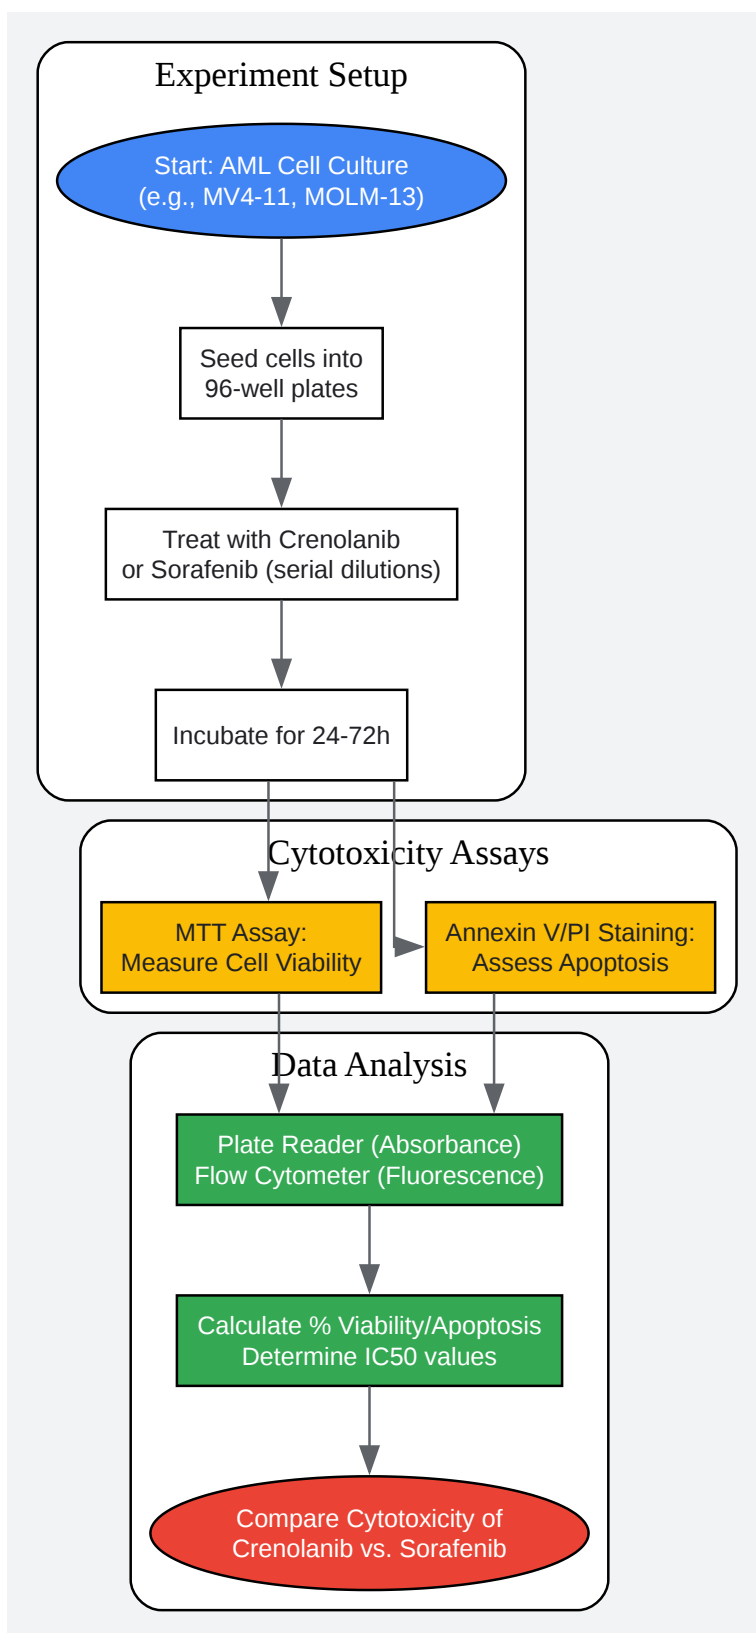 Experiment Setup
Start: AML Cell Culture
(e.g., MV4-11, MOLM-13)
Seed cells into
96-well plates
Treat with Crenolanib
or Sorafenib (serial dilutions)
Incubate for 24-72h
Cytotoxicity Assays
MTT Assay:
Measure Cell Viability
Annexin V/PI Staining:
Assess Apoptosis
Data Analysis
Plate Reader (Absorbance)
Flow Cytometer (Fluorescence)
Calculate % Viability/Apoptosis
Determine IC50 values
Compare Cytotoxicity of
Crenolanib vs. Sorafenib